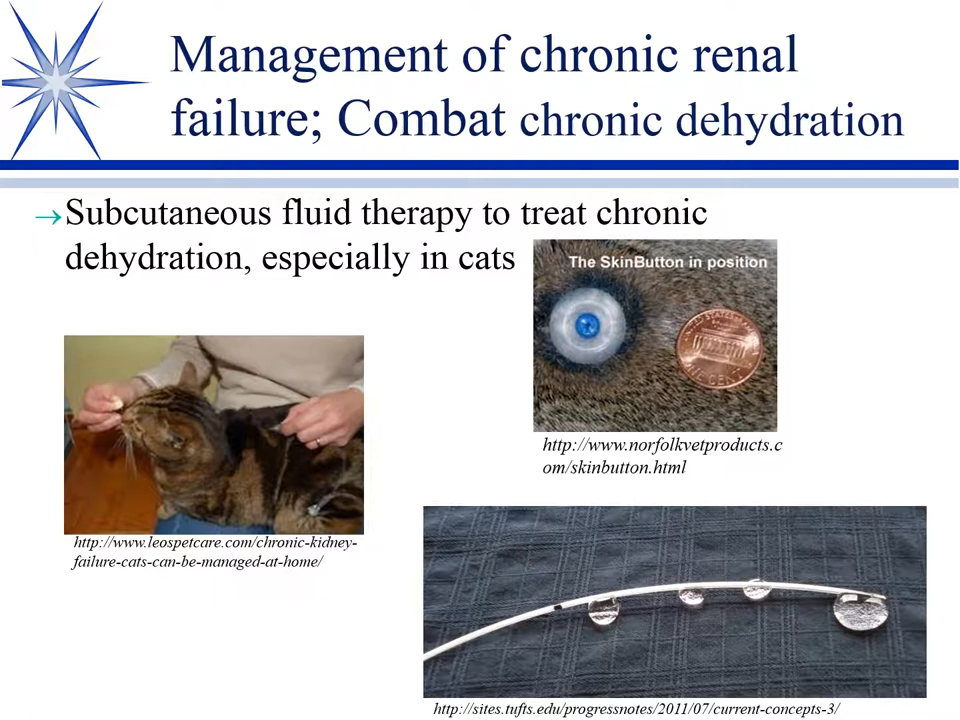 Management of chronic renal
failure; Combat chronic dehydration
→Subcutaneous fluid therapy to treat chronic
dehydration, especially in cats
The SkinButton in position
ONE CENT
http://www.norfolkvetproducts.c
om/skinbutton.html
http://www.leospetcare.com/chronic-kidney-
failure-cats-can-be-managed-at-home/
http://sites.tufts.edu/progressnotes/2011/07/current-concepts-3/